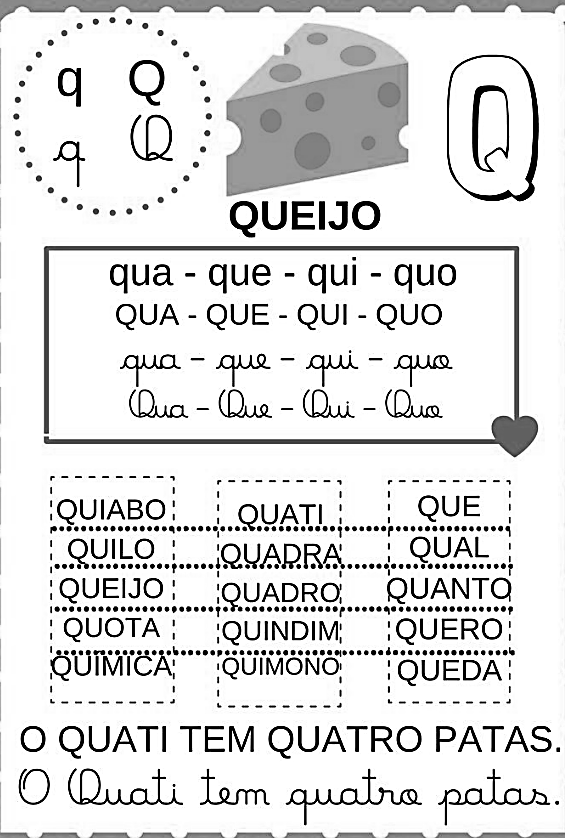 q Q
q Q
Q
QUEIJO
qua - que - qui - quo
QUA - QUE - QUI - QUO
qua - que - qui - quo
Qua - Que - Qui - Quo
QUIABO QUATI QUE
QUILO QUADRA QUAL
QUEIJO QUADRO QUANTO
QUOTA QUINDIM QUERO
QUÍMICA QUIMONO QUEDA
O QUATI TEM QUATRO PATAS.
O Quati tem quatro patas.